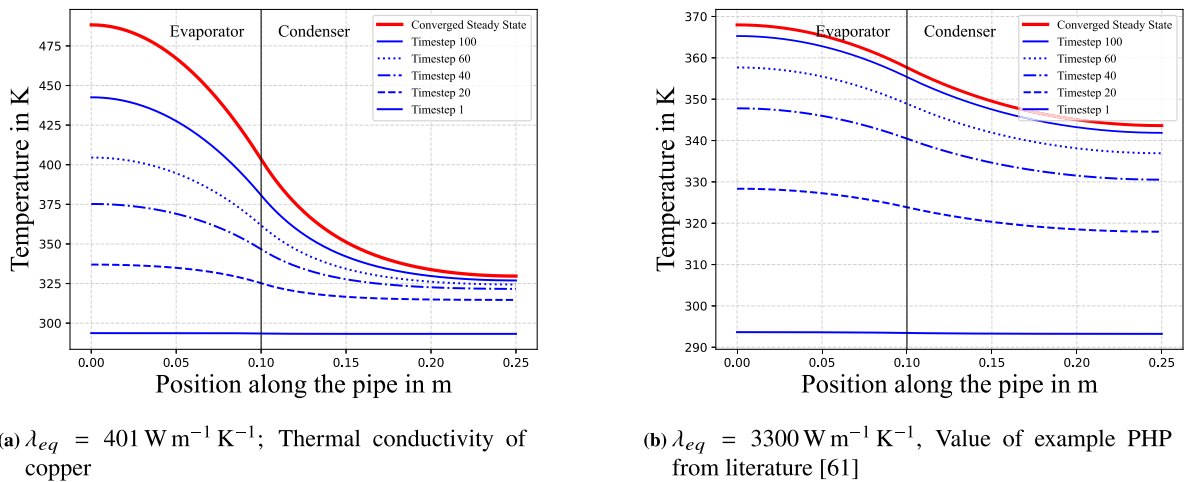 Temperature in K
475
450
425
400
375
350
325
300
Evaporator
Condenser
Converged Steady State
Timestep 100
Timestep 60
Timestep 40
Timestep 20
Timestep 1
0.00
0.05
0.10
0.15
0.20
0.25
Position along the pipe in m
(a) λeq = 401 W m⁻¹ K⁻¹; Thermal conductivity of
copper
Temperature in K
370
360
350
340
330
320
310
300
290
Evaporator
Condenser
Converged Steady State
Timestep 100
Timestep 60
Timestep 40
Timestep 20
Timestep 1
0.00
0.05
0.10
0.15
0.20
0.25
Position along the pipe in m
(b) λeq = 3300 W m⁻¹ K⁻¹, Value of example PHP
from literature [61]